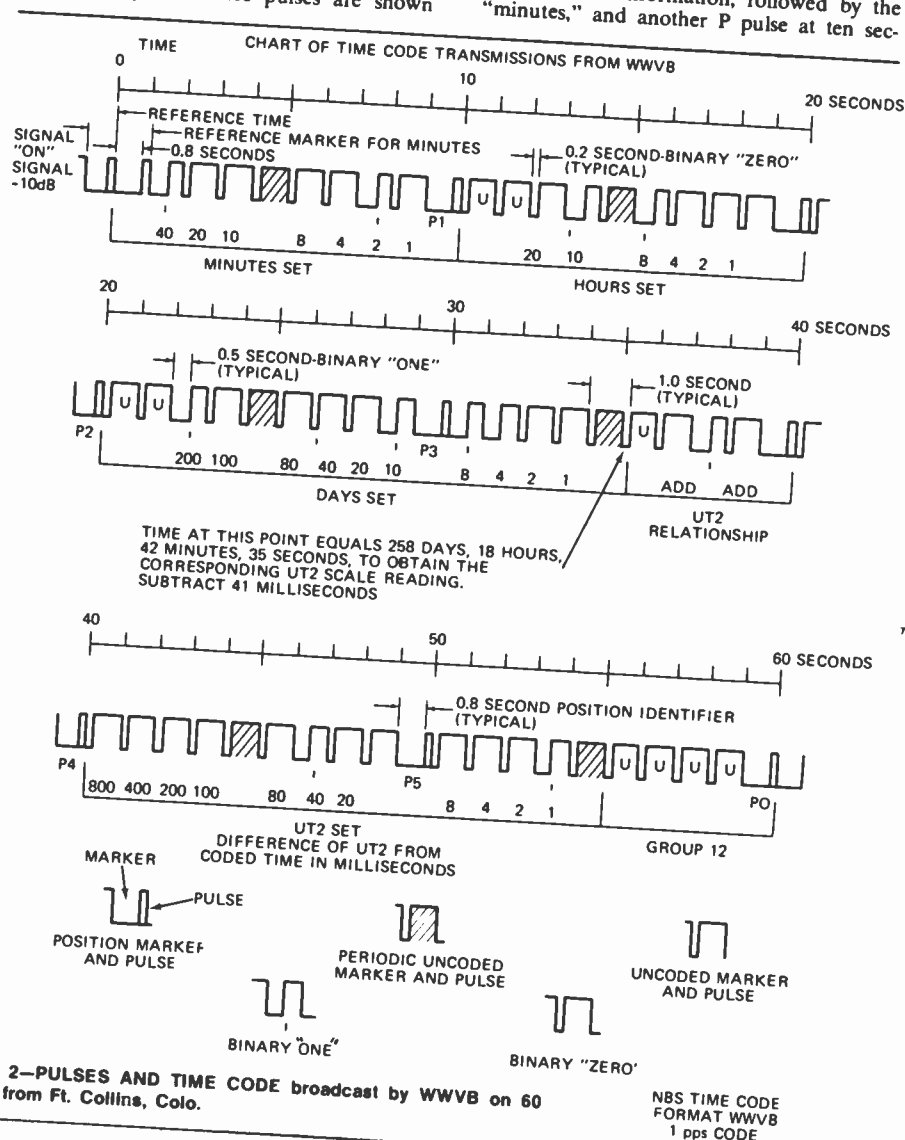 pulses are shown
information, followed by the
"minutes," and another P pulse at ten sec-
TIME
CHART OF TIME CODE TRANSMISSIONS FROM WWVB
0
10
20 SECONDS
REFERENCE TIME
REFERENCE MARKER FOR MINUTES
SIGNAL
"ON"
SIGNAL
-10dB
0.8 SECONDS
0.2 SECOND-BINARY "ZERO"
(TYPICAL)
P1
U U
40 20 10 8 4 2 1
20 10 8 4 2 1
MINUTES SET
HOURS SET
20
30
40 SECONDS
0.5 SECOND-BINARY "ONE"
(TYPICAL)
1.0 SECOND
(TYPICAL)
U U
U
P2
P3
200 100 80 40 20 10 8 4 2 1
ADD ADD
DAYS SET
UT2
RELATIONSHIP
TIME AT THIS POINT EQUALS 258 DAYS, 18 HOURS,
42 MINUTES, 35 SECONDS, TO OBTAIN THE
CORRESPONDING UT2 SCALE READING.
SUBTRACT 41 MILLISECONDS
40
50
60 SECONDS
0.8 SECOND POSITION IDENTIFIER
(TYPICAL)
U U U U
P4
P5
PO
800 400 200 100 80 40 20 8 4 2 1
UT2 SET
DIFFERENCE OF UT2 FROM
CODED TIME IN MILLISECONDS
GROUP 12
MARKER
PULSE
POSITION MARKER
AND PULSE
PERIODIC UNCODED
MARKER AND PULSE
UNCODED MARKER
AND PULSE
BINARY "ONE"
BINARY "ZERO'
2—PULSES AND TIME CODE broadcast by WWVB on 60
from Ft. Collins, Colo.
NBS TIME CODE
FORMAT WWVB
1 pps CODE